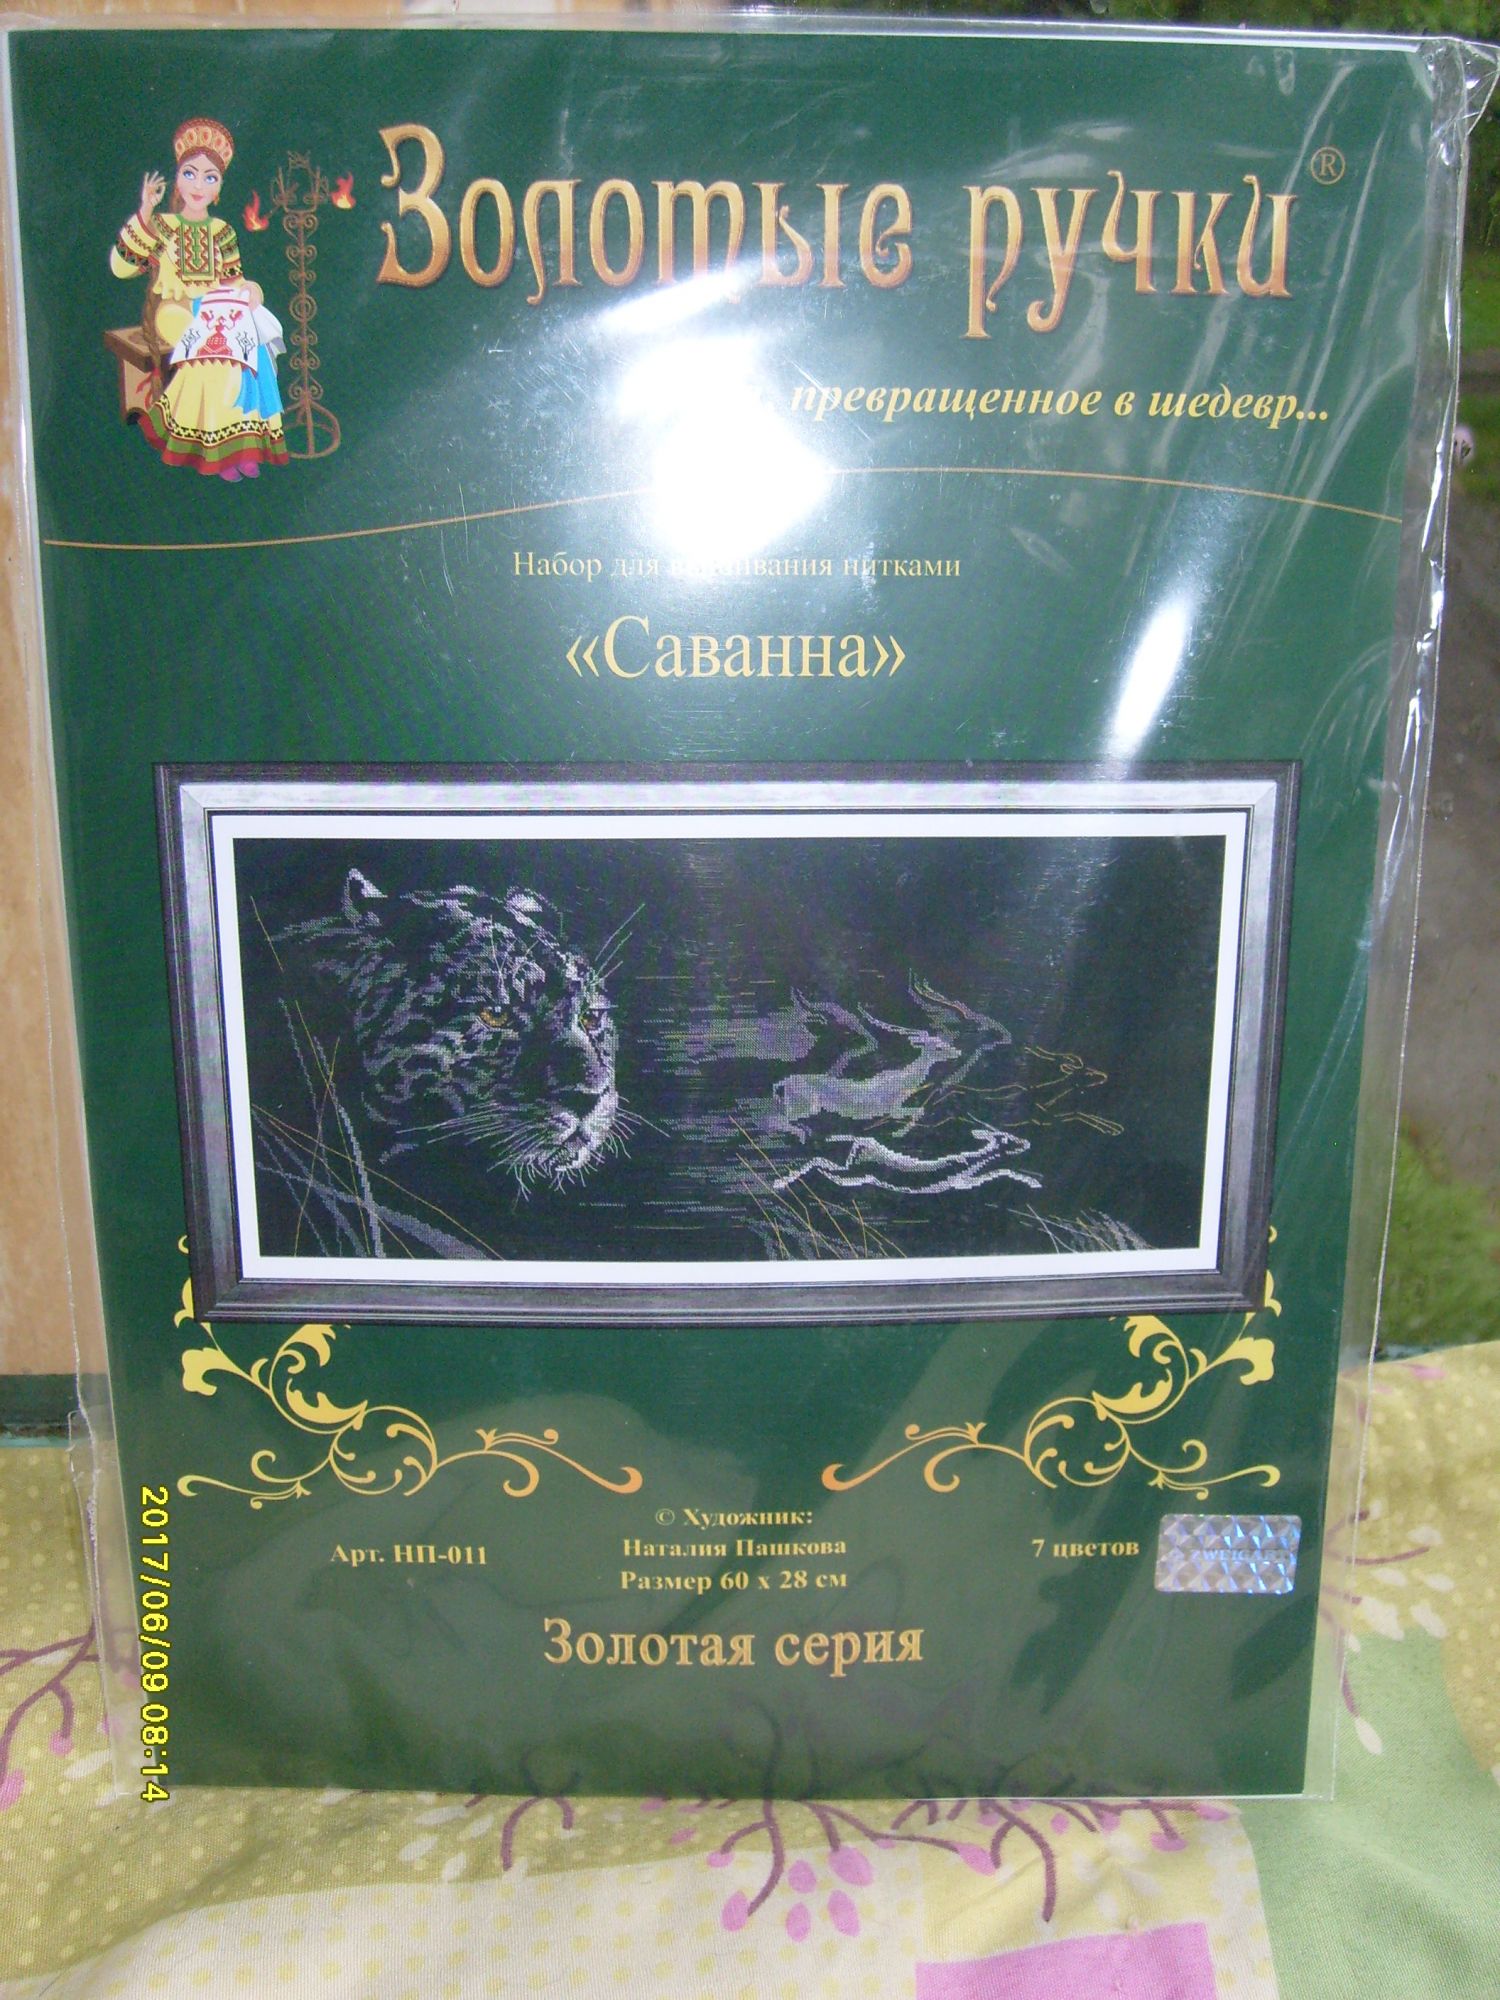 Золотые ручки ®
превращенное в шедевр...
Набор для вышивания нитками
«Саванна»
© Художник:
Арт. НП-011
Наталия Пашкова
7 цветов
ZWEIGART
Размер 60 х 28 см
Золотая серия
2017/06/09 08:14